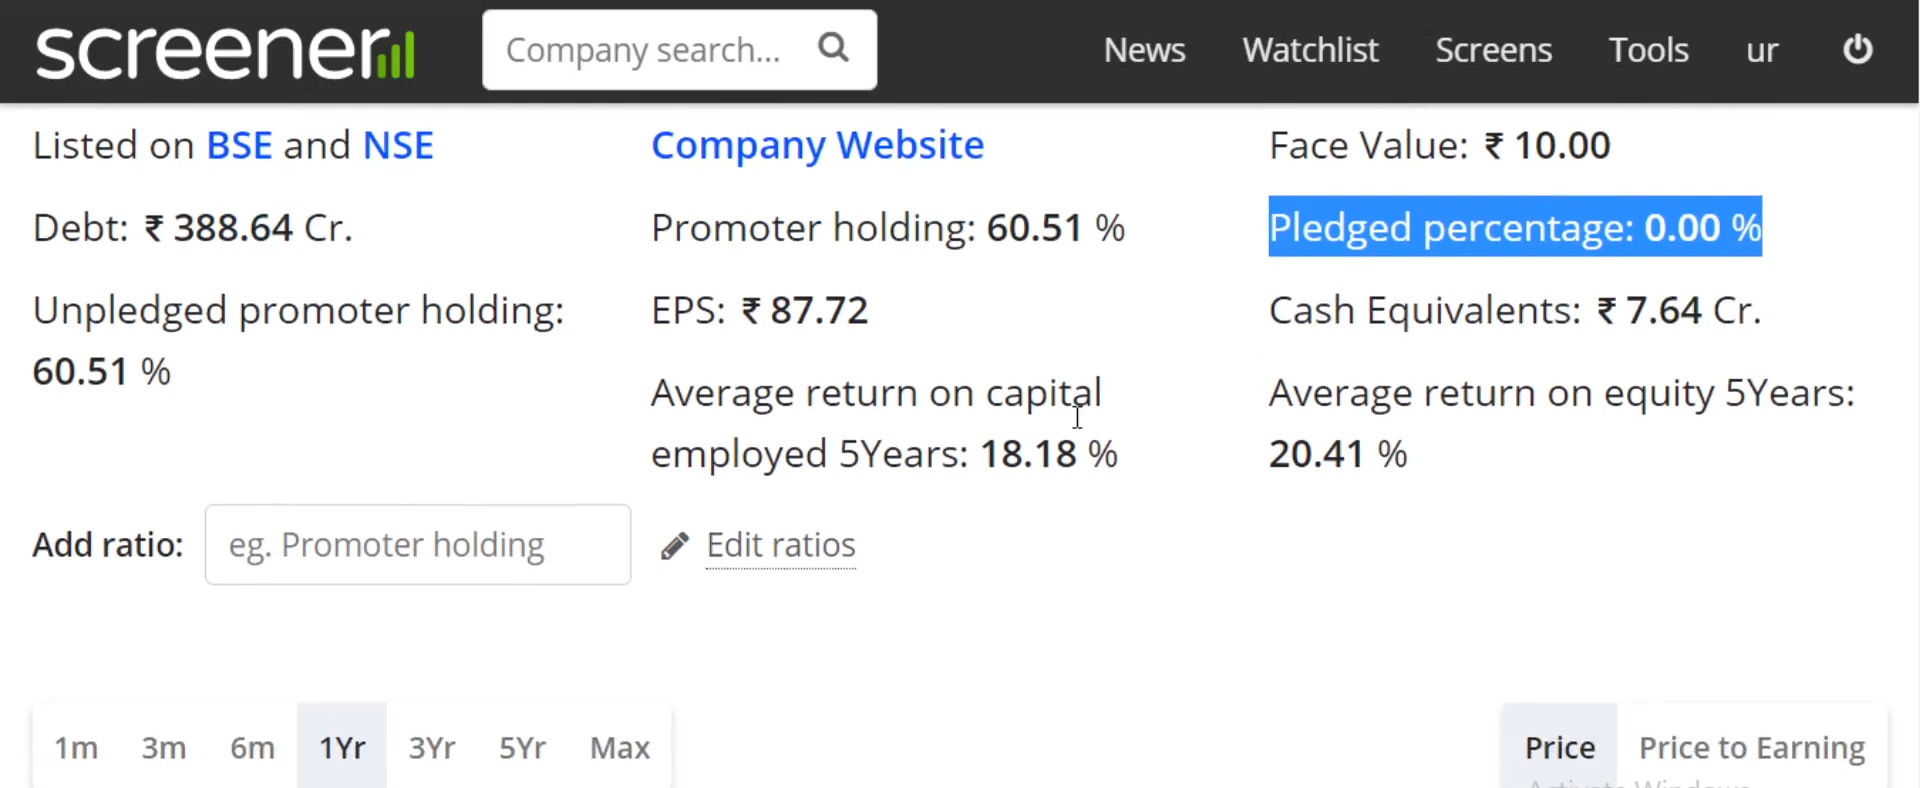 screener
Company search...
News Watchlist Screens Tools ur
Listed on BSE and NSE
Company Website
Face Value: ₹ 10.00
Debt: ₹ 388.64 Cr.
Promoter holding: 60.51 %
Pledged percentage: 0.00 %
Unpledged promoter holding:
60.51 %
EPS: ₹ 87.72
Cash Equivalents: ₹ 7.64 Cr.
Average return on capital
employed 5Years: 18.18 %
Average return on equity 5Years:
20.41 %
Add ratio: eg. Promoter holding Edit ratios
1m 3m 6m 1Yr 3Yr 5Yr Max
Price Price to Earning
Activate Windows